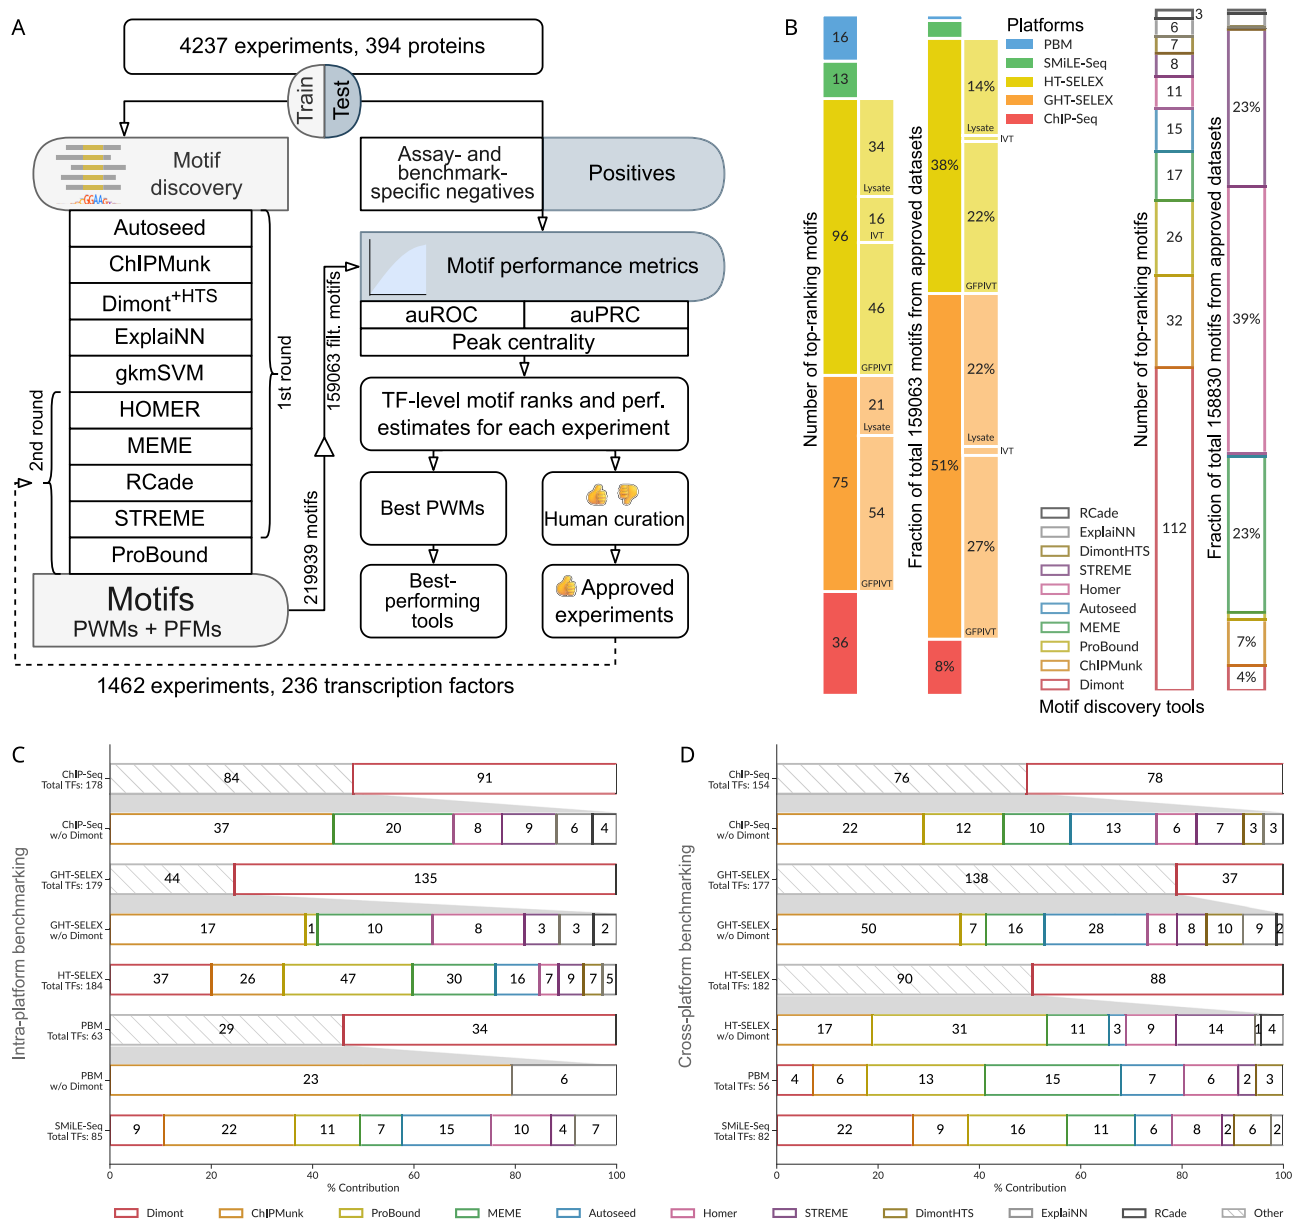 A
4237 experiments, 394 proteins
Train
Test
Motif
discovery
Assay- and
benchmark-
specific negatives
Positives
Autoseed
ChIPMunk
Dimont+HTS
ExplaiNN
gkmSVM
HOMER
MEME
RCade
STREME
ProBound
1st round
2nd round
Motifs
PWMs + PFMs
219939 motifs
159063 filt. motifs
Motif performance metrics
auROC
auPRC
Peak centrality
TF-level motif ranks and perf.
estimates for each experiment
Best PWMs
Human curation
Best-
performing
tools
Approved
experiments
1462 experiments, 236 transcription factors
B
Number of top-ranking motifs
16
13
96
75
36
34
Lysate
16
IVT
46
GFPIVT
21
Lysate
54
GFPIVT
Fraction of total 159063 motifs from approved datasets
38%
51%
8%
14%
Lysate
IVT
22%
GFPIVT
22%
Lysate
IVT
27%
GFPIVT
Platforms
PBM
SMiLE-Seq
HT-SELEX
GHT-SELEX
ChIP-Seq
Number of top-ranking motifs
3
6
7
8
11
15
17
26
32
112
Fraction of total 158830 motifs from approved datasets
23%
39%
23%
7%
4%
RCade
ExplaiNN
DimontHTS
STREME
Homer
Autoseed
MEME
ProBound
ChIPMunk
Dimont
Motif discovery tools
C
Intra-platform benchmarking
ChIP-Seq
Total TFs: 178
84 91
ChIP-Seq
w/o Dimont
37 20 8 9 6 4
GHT-SELEX
Total TFs: 179
44 135
GHT-SELEX
w/o Dimont
17 1 10 8 3 3 2
HT-SELEX
Total TFs: 184
37 26 47 30 16 7 9 7 5
PBM
Total TFs: 63
29 34
PBM
w/o Dimont
23 6
SMiLE-Seq
Total TFs: 85
9 22 11 7 15 10 4 7
0 20 40 60 80 100
% Contribution
D
Cross-platform benchmarking
ChIP-Seq
Total TFs: 154
76 78
ChIP-Seq
w/o Dimont
22 12 10 13 6 7 3 3
GHT-SELEX
Total TFs: 177
138 37
GHT-SELEX
w/o Dimont
50 7 16 28 8 8 10 9 2
HT-SELEX
Total TFs: 182
90 88
HT-SELEX
w/o Dimont
17 31 11 3 9 14 1 4
PBM
Total TFs: 56
4 6 13 15 7 6 2 3
SMiLE-Seq
Total TFs: 82
22 9 16 11 6 8 2 6 2
0 20 40 60 80 100
% Contribution
Dimont ChIPMunk ProBound MEME Autoseed Homer STREME DimontHTS ExplaiNN RCade Other